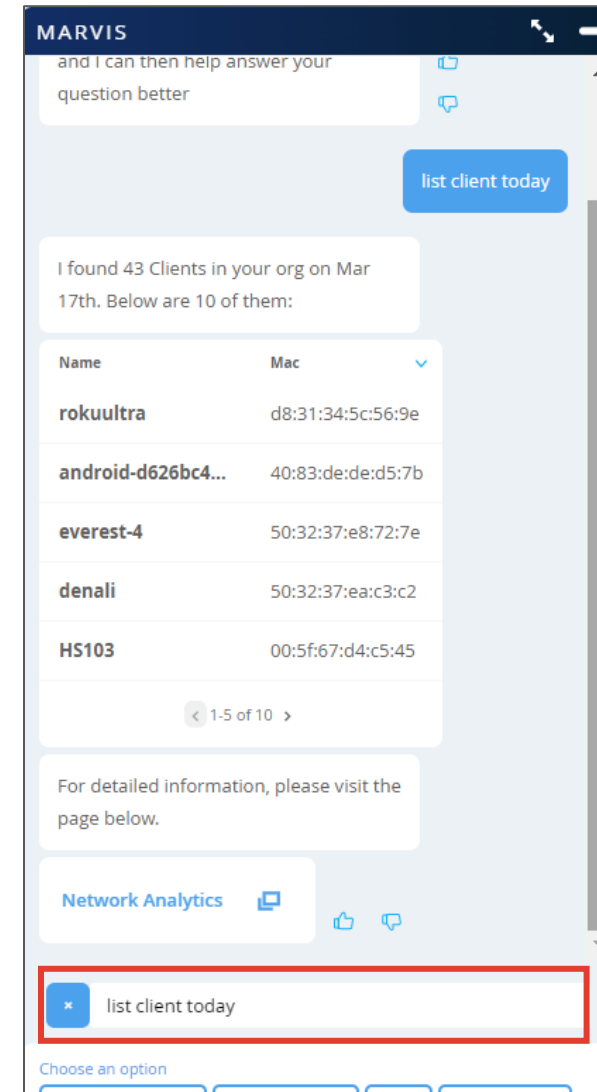 MARVIS
and I can then help answer your
question better
list client today
I found 43 Clients in your org on Mar
17th. Below are 10 of them:
Name Mac
rokuultra d8:31:34:5c:56:9e
android-d626bc4... 40:83:de:de:d5:7b
everest-4 50:32:37:e8:72:7e
denali 50:32:37:ea:c3:c2
HS103 00:5f:67:d4:c5:45
< 1-5 of 10 >
For detailed information, please visit the
page below.
Network Analytics
× list client today
Choose an option